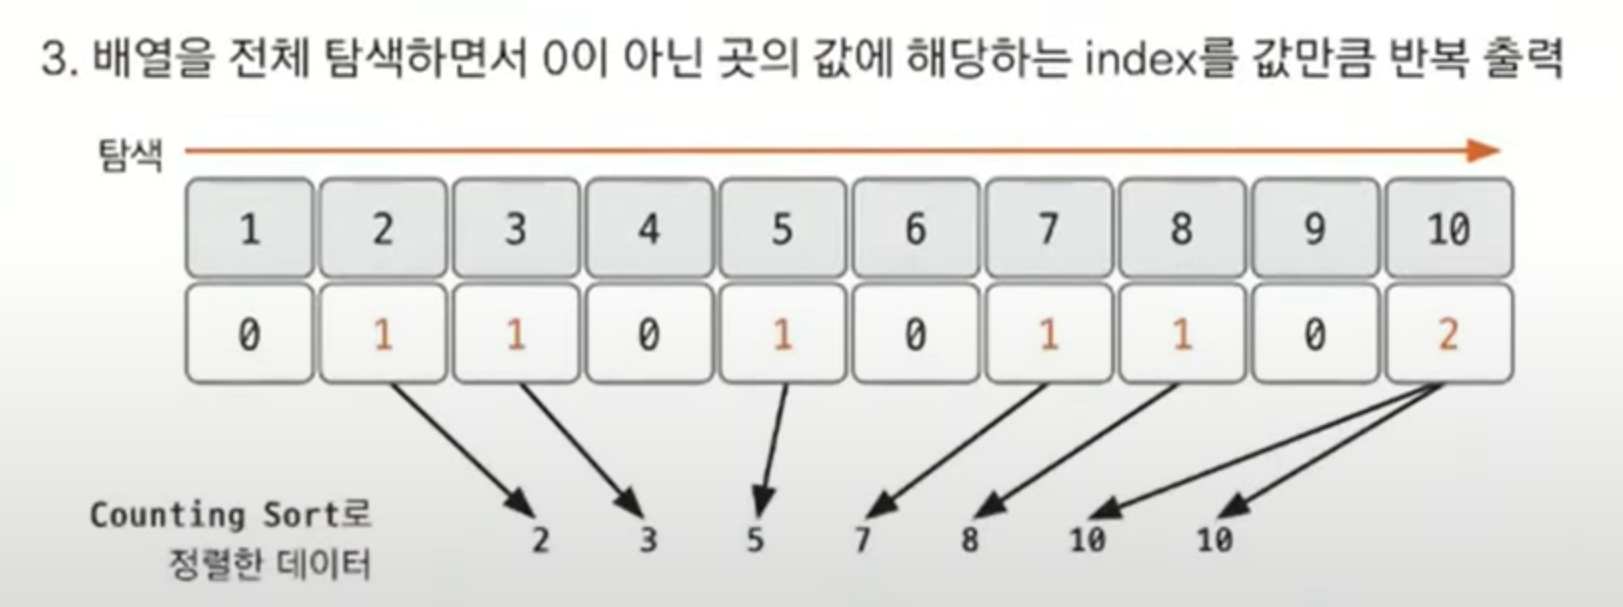 3. 배열을 전체 탐색하면서 0이 아닌 곳의 값에 해당하는 index를 값만큼 반복 출력
탐색
1 2 3 4 5 6 7 8 9 10
0 1 1 0 1 0 1 1 0 2
Counting Sort로
정렬한 데이터
2 3 5 7 8 10 10